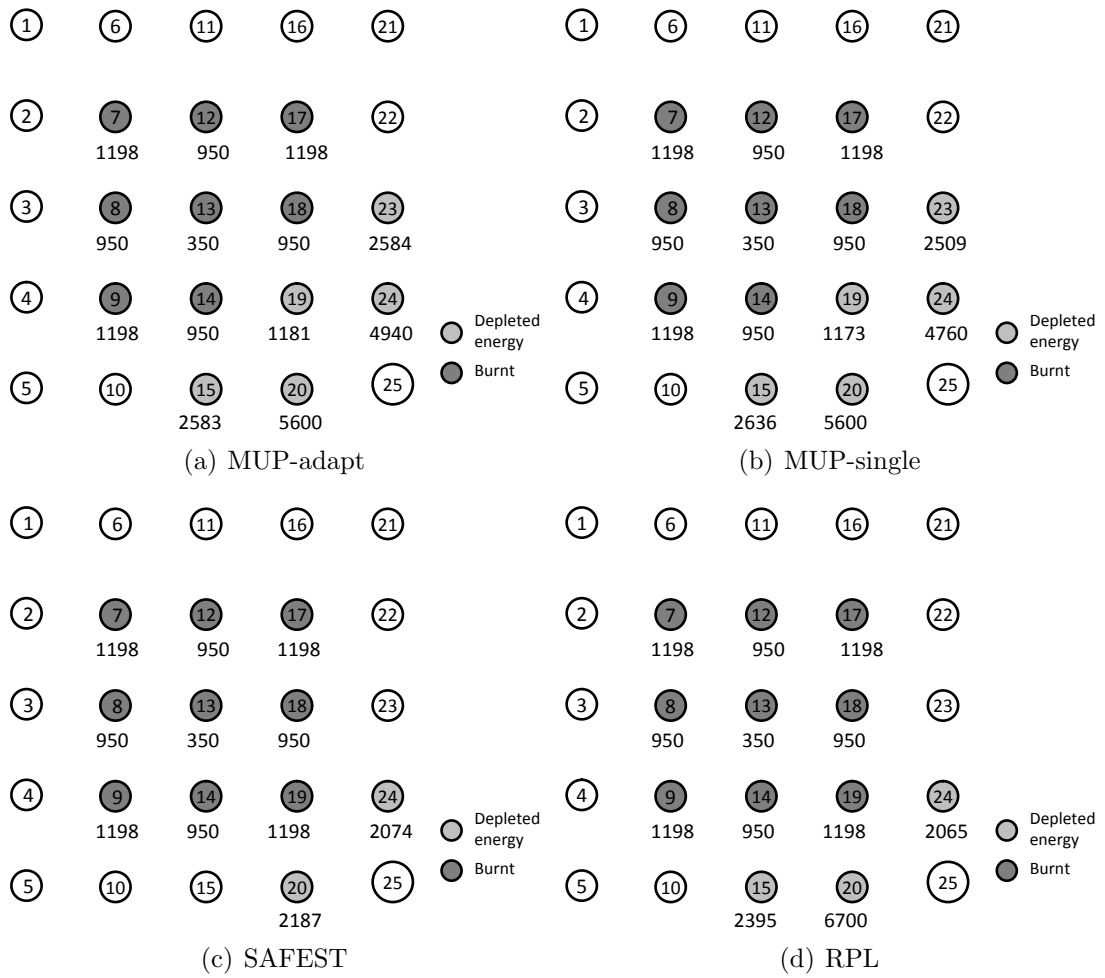 1 6 11 16 21 1 6 11 16 21
2 7 12 17 22 2 7 12 17 22
1198 950 1198 1198 950 1198
3 8 13 18 23 3 8 13 18 23
950 350 950 2584 950 350 950 2509
4 9 14 19 24 4 9 14 19 24
1198 950 1181 4940 Depleted energy 1198 950 1173 4760 Depleted energy
Burnt Burnt
5 10 15 20 25 5 10 15 20 25
2583 5600 2636 5600
(a) MUP-adapt (b) MUP-single
1 6 11 16 21 1 6 11 16 21
2 7 12 17 22 2 7 12 17 22
1198 950 1198 1198 950 1198
3 8 13 18 23 3 8 13 18 23
950 350 950 950 350 950
4 9 14 19 24 4 9 14 19 24
1198 950 1198 2074 Depleted energy 1198 950 1198 2065 Depleted energy
Burnt Burnt
5 10 15 20 25 5 10 15 20 25
2187 2395 6700
(c) SAFEST (d) RPL